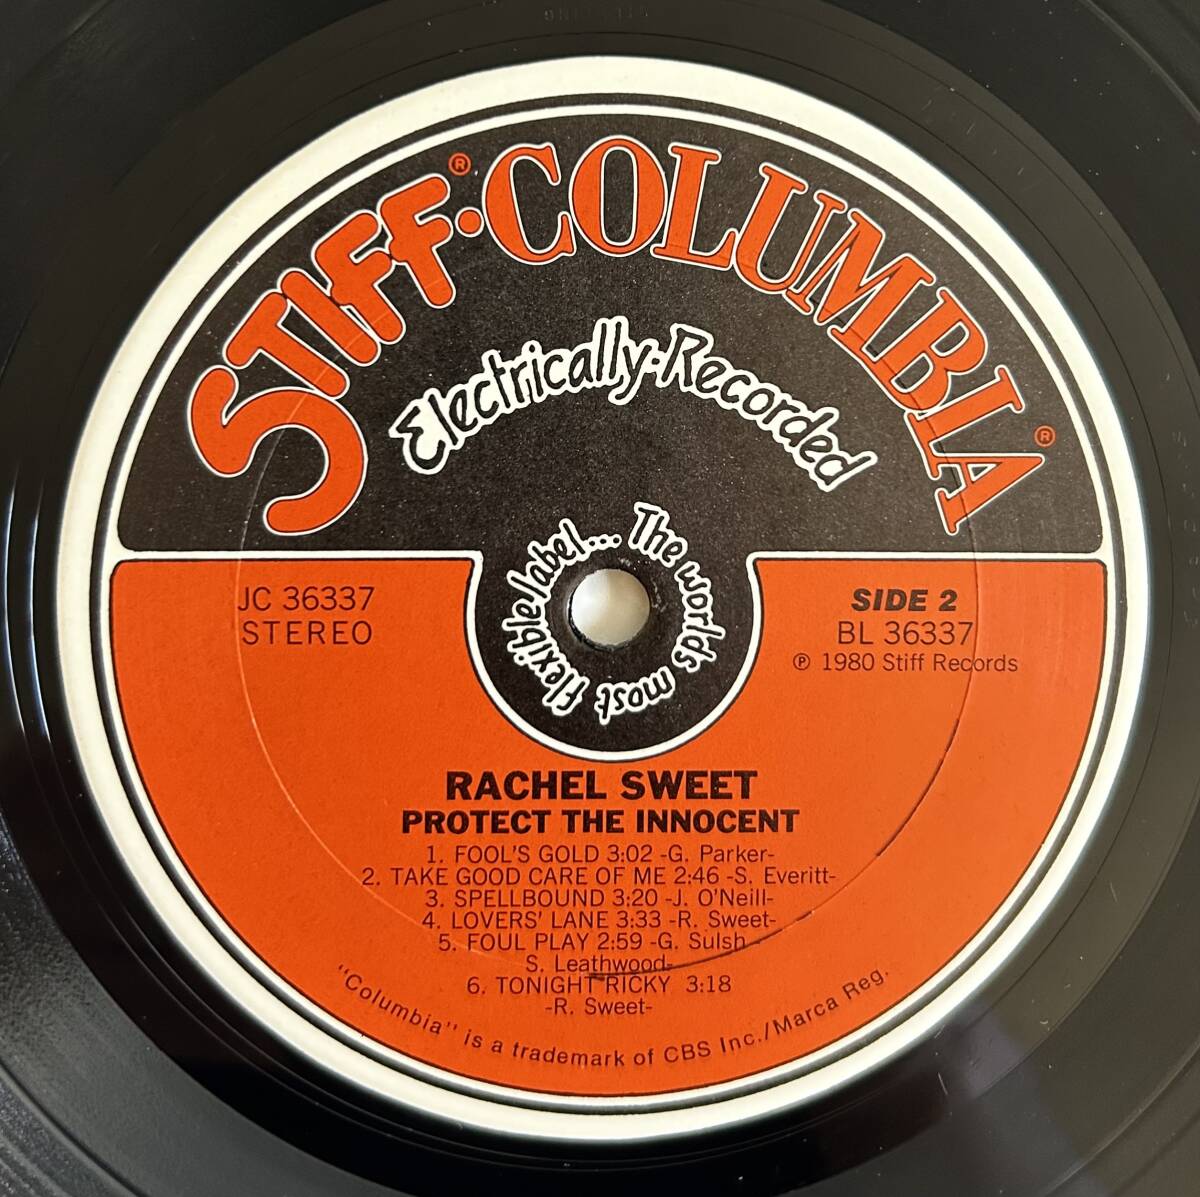 STIFF®·COLUMBIA®
Electrically·Recorded
The worlds most flexible label...
JC 36337
STEREO
SIDE 2
BL 36337
℗ 1980 Stiff Records
RACHEL SWEET
PROTECT THE INNOCENT
1. FOOL'S GOLD 3:02 -G. Parker-
2. TAKE GOOD CARE OF ME 2:46 -S. Everitt-
3. SPELLBOUND 3:20 -J. O'Neill-
4. LOVERS' LANE 3:33 -R. Sweet-
5. FOUL PLAY 2:59 -G. Sulsh -
S. Leathwood-
6. TONIGHT RICKY 3:18
-R. Sweet-
"Columbia" is a trademark of CBS Inc./Marca Reg.